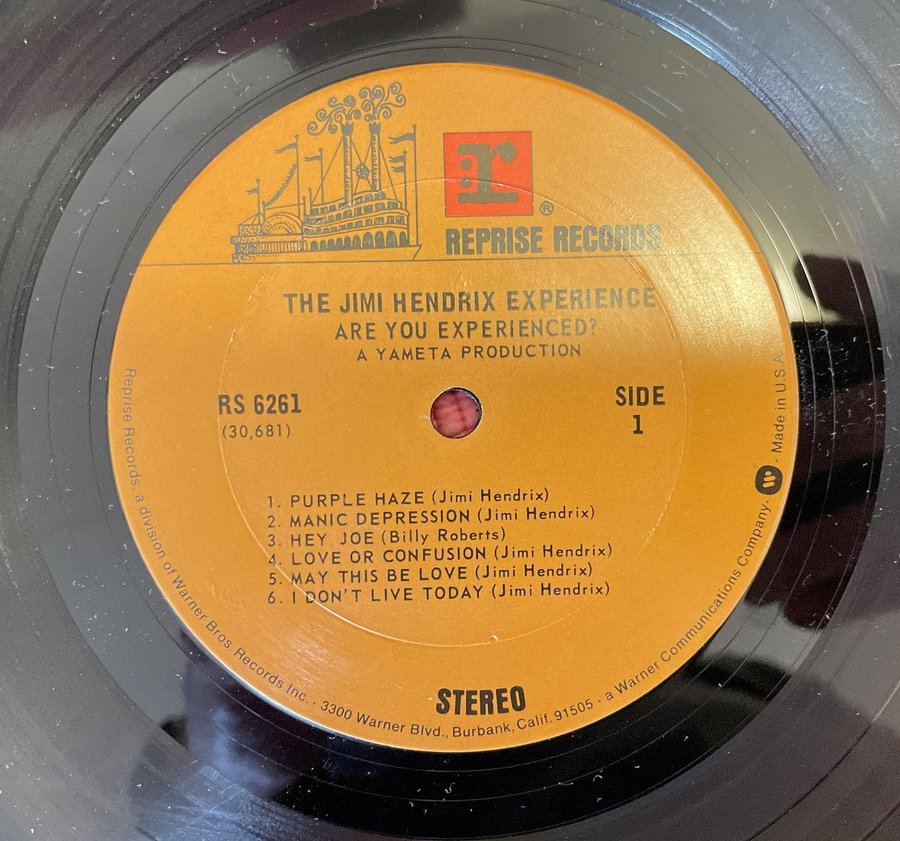 r
®
REPRISE RECORDS
THE JIMI HENDRIX EXPERIENCE
ARE YOU EXPERIENCED?
A YAMETA PRODUCTION
RS 6261
(30,681)
SIDE
1
1. PURPLE HAZE (Jimi Hendrix)
2. MANIC DEPRESSION (Jimi Hendrix)
3. HEY JOE (Billy Roberts)
4. LOVE OR CONFUSION (Jimi Hendrix)
5. MAY THIS BE LOVE (Jimi Hendrix)
6. I DON'T LIVE TODAY (Jimi Hendrix)
STEREO
Reprise Records, a division of Warner Bros Records Inc. · 3300 Warner Blvd., Burbank, Calif. 91505 · a Warner Communications Company · Made in U.S.A.